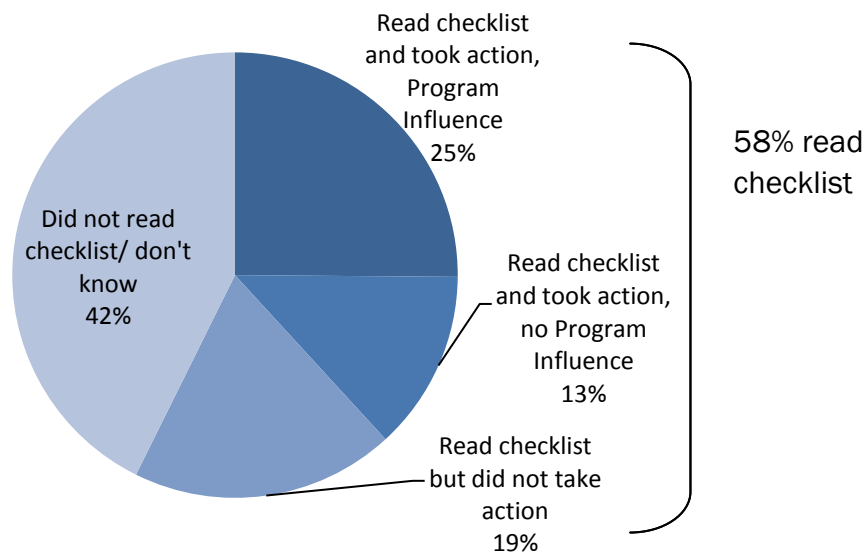 Read checklist
and took action,
Program
Influence
25%
58% read
checklist
Did not read
checklist/ don't
know
42%
Read checklist
and took action,
no Program
Influence
13%
Read checklist
but did not take
action
19%